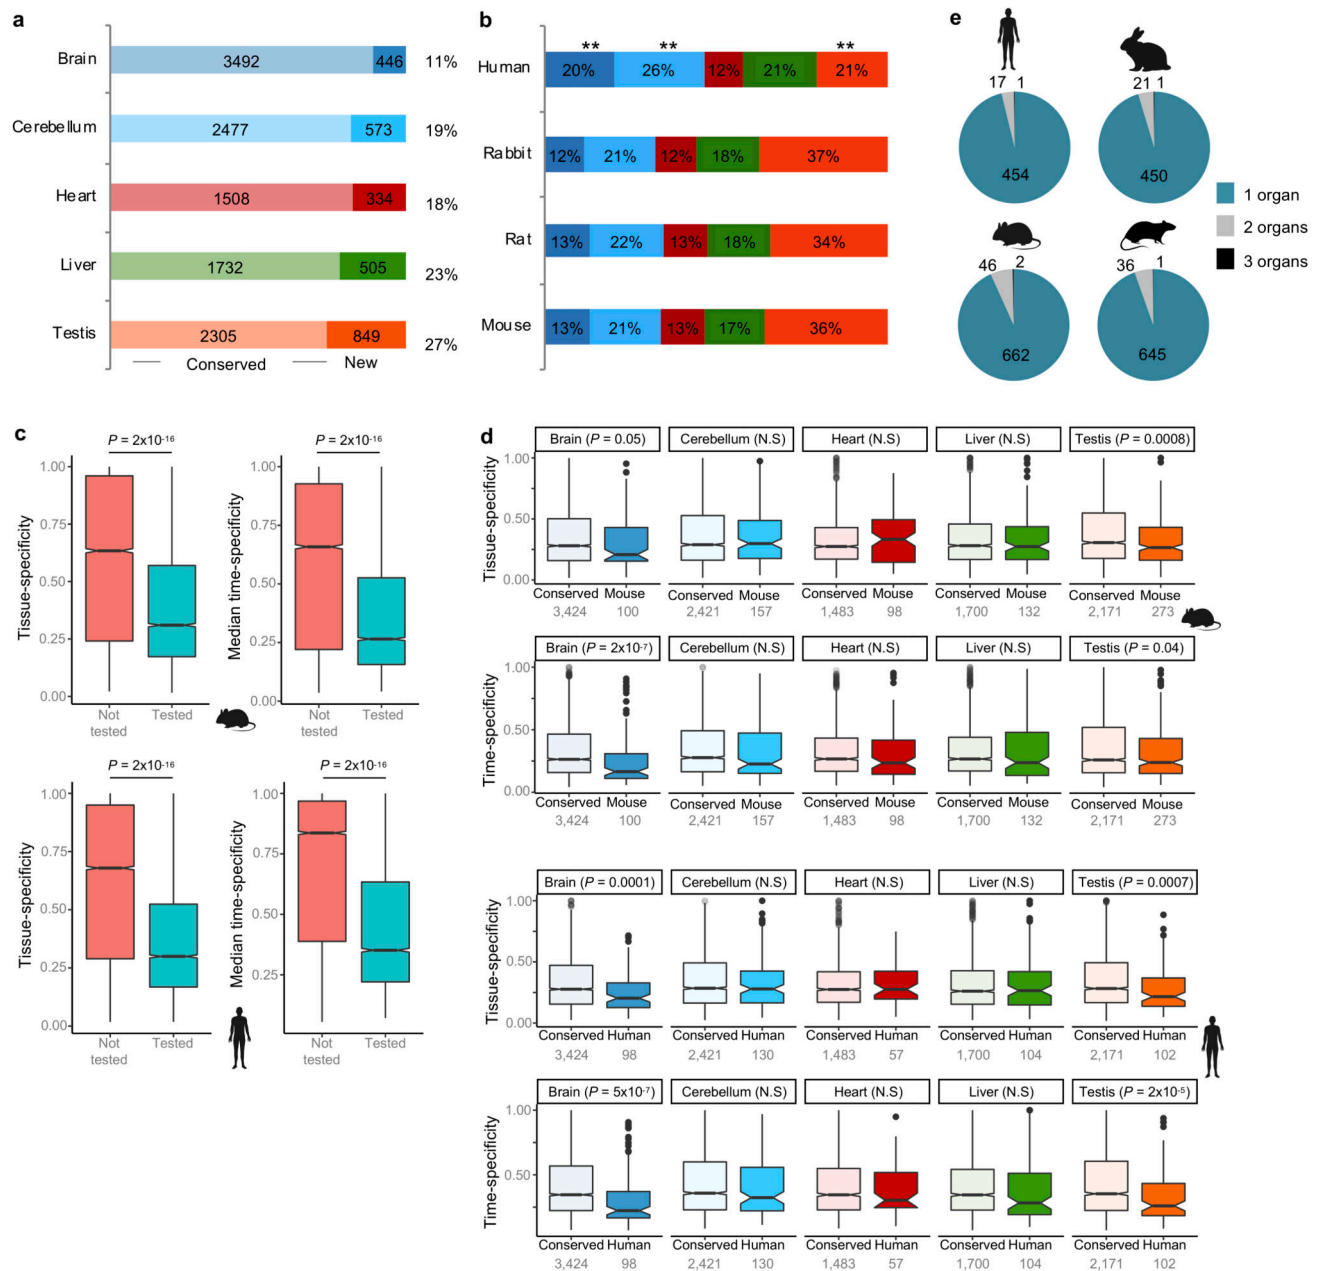 a
Brain 3492 446 11%
Cerebellum 2477 573 19%
Heart 1508 334 18%
Liver 1732 505 23%
Testis 2305 849 27%
Conserved New
b
** ** **
Human 20% 26% 12% 21% 21%
Rabbit 12% 21% 12% 18% 37%
Rat 13% 22% 13% 18% 34%
Mouse 13% 21% 13% 17% 36%
e
17 1 21 1
454 450
46 2 36 1
662 645
1 organ
2 organs
3 organs
c
P = 2x10-16 P = 2x10-16
Tissue-specificity
1.00
0.75
0.50
0.25
0.00
Not tested Tested
Median time-specificity
1.00
0.75
0.50
0.25
0.00
Not tested Tested
P = 2x10-16 P = 2x10-16
Tissue-specificity
1.00
0.75
0.50
0.25
0.00
Not tested Tested
Median time-specificity
1.00
0.75
0.50
0.25
Not tested Tested
d
Brain (P = 0.05) Cerebellum (N.S) Heart (N.S) Liver (N.S) Testis (P = 0.0008)
Tissue-specificity
1.00
0.50
0.00
Conserved Mouse Conserved Mouse Conserved Mouse Conserved Mouse Conserved Mouse
3,424 100 2,421 157 1,483 98 1,700 132 2,171 273
Brain (P = 2x10-7) Cerebellum (N.S) Heart (N.S) Liver (N.S) Testis (P = 0.04)
Time-specificity
1.00
0.50
0.00
Conserved Mouse Conserved Mouse Conserved Mouse Conserved Mouse Conserved Mouse
3,424 100 2,421 157 1,483 98 1,700 132 2,171 273
Brain (P = 0.0001) Cerebellum (N.S) Heart (N.S) Liver (N.S) Testis (P = 0.0007)
Tissue-specificity
1.00
0.50
0.00
Conserved Human Conserved Human Conserved Human Conserved Human Conserved Human
3,424 98 2,421 130 1,483 57 1,700 104 2,171 102
Brain (P = 5x10-7) Cerebellum (N.S) Heart (N.S) Liver (N.S) Testis (P = 2x10-5)
Time-specificity
1.00
0.50
Conserved Human Conserved Human Conserved Human Conserved Human Conserved Human
3,424 98 2,421 130 1,483 57 1,700 104 2,171 102